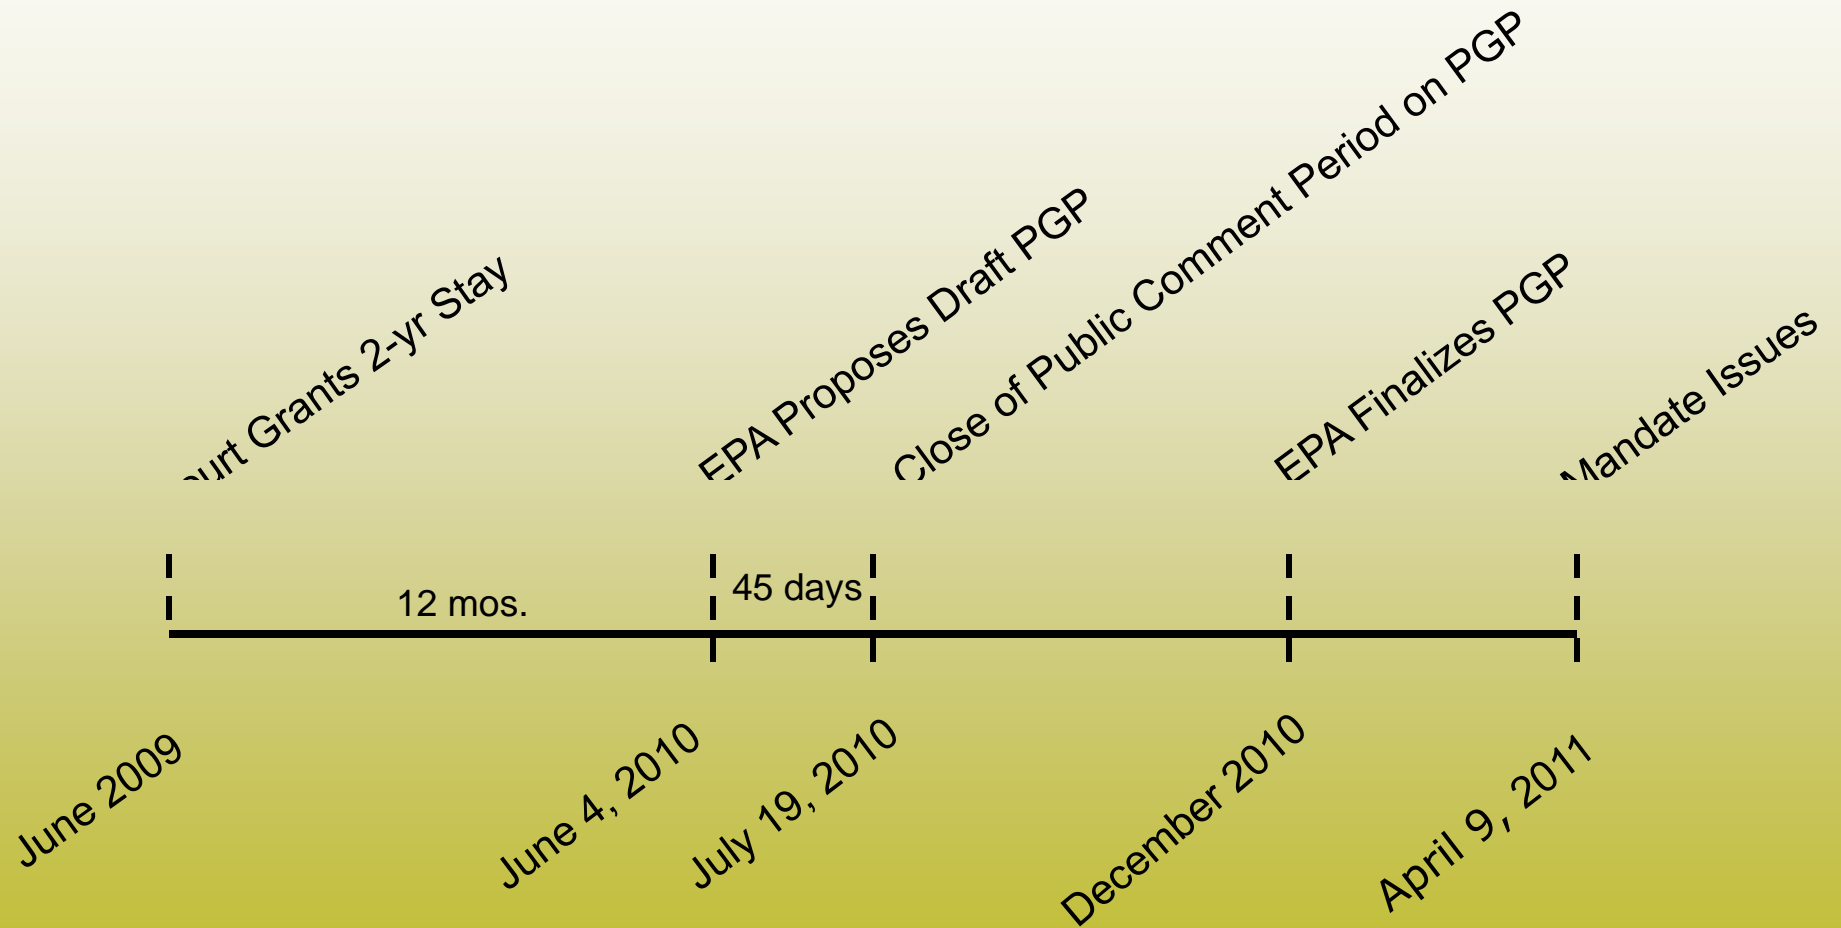 ourt Grants 2-yr Stay
EPA Proposes Draft PGP
Close of Public Comment Period on PGP
EPA Finalizes PGP
Mandate Issues
12 mos.
45 days
June 2009
June 4, 2010
July 19, 2010
December 2010
April 9, 2011